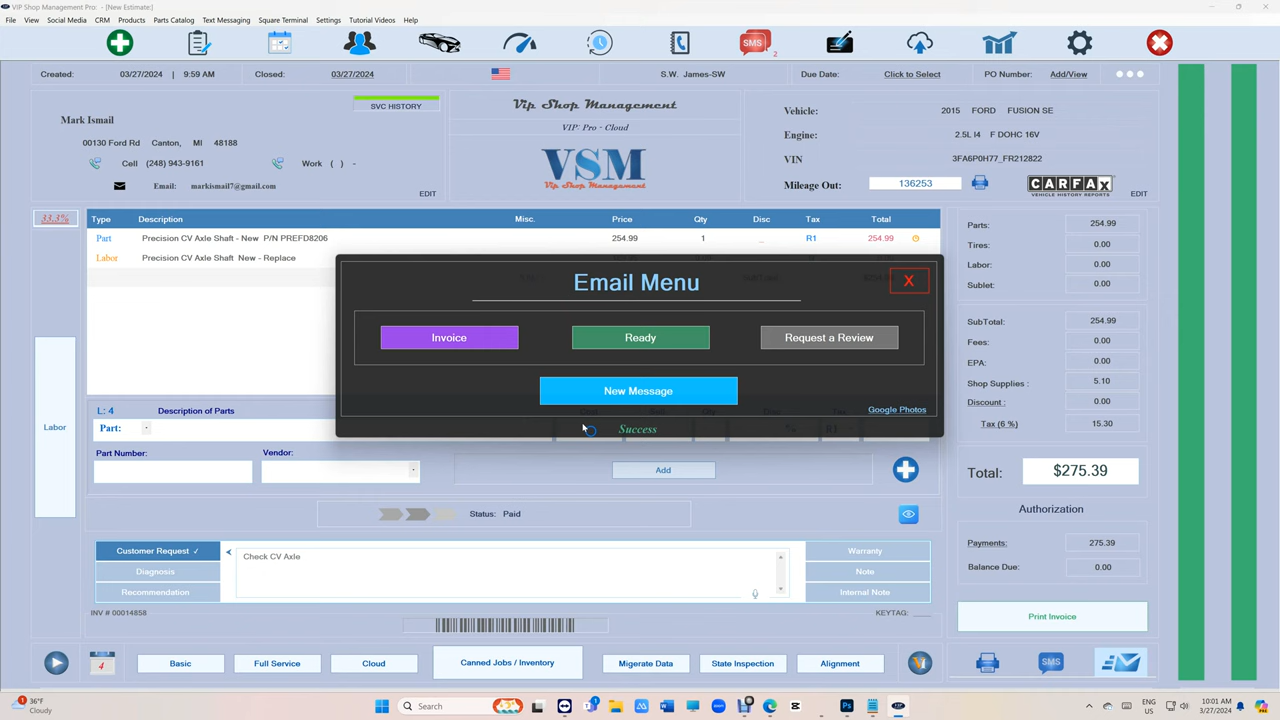 VIP Shop Management Pro: - [New Estimate:]
File View Social Media CRM Products Parts Catalog Text Messaging Square Terminal Settings Tutorial Videos Help
SMS 2
Created: 03/27/2024 | 9:59 AM Closed: 03/27/2024 S.W. James-SW Due Date: Click to Select PO Number: Add/View
SVC HISTORY
Mark Ismail
00130 Ford Rd Canton, MI 48188
Cell (248) 943-9161 Work ( ) -
Email: markismail7@gmail.com
EDIT
Vip Shop Management
VIP: Pro - Cloud
VSM
Vip Shop Management
Vehicle: 2015 FORD FUSION SE
Engine: 2.5L I4 F DOHC 16V
VIN 3FA6P0H77_FR212822
Mileage Out: 136253
CARFAX
VEHICLE HISTORY REPORTS
EDIT
33.3%
Type Description Misc. Price Qty Disc Tax Total
Part Precision CV Axle Shaft - New P/N PREFD8206 254.99 1 _ R1 254.99
Labor Precision CV Axle Shaft New - Replace
Email Menu
X
Invoice Ready Request a Review
New Message
Google Photos
Success
Labor
L: 4 Description of Parts
Part:
Part Number: Vendor:
Add
Status: Paid
Customer Request ✓ < Check CV Axle
Diagnosis
Recommendation
Warranty
Note
Internal Note
INV # 00014858
KEYTAG: ____
Parts: 254.99
Tires: 0.00
Labor: 0.00
Sublet: 0.00
SubTotal: 254.99
Fees: 0.00
EPA: 0.00
Shop Supplies : 5.10
Discount : 0.00
Tax (6 %) 15.30
Total: $275.39
Authorization
Payments: 275.39
Balance Due: 0.00
Print Invoice
4 Basic Full Service Cloud Canned Jobs / Inventory Migerate Data State Inspection Alignment SMS
1 36°F
Cloudy
Search
ENG
US
10:01 AM
3/27/2024